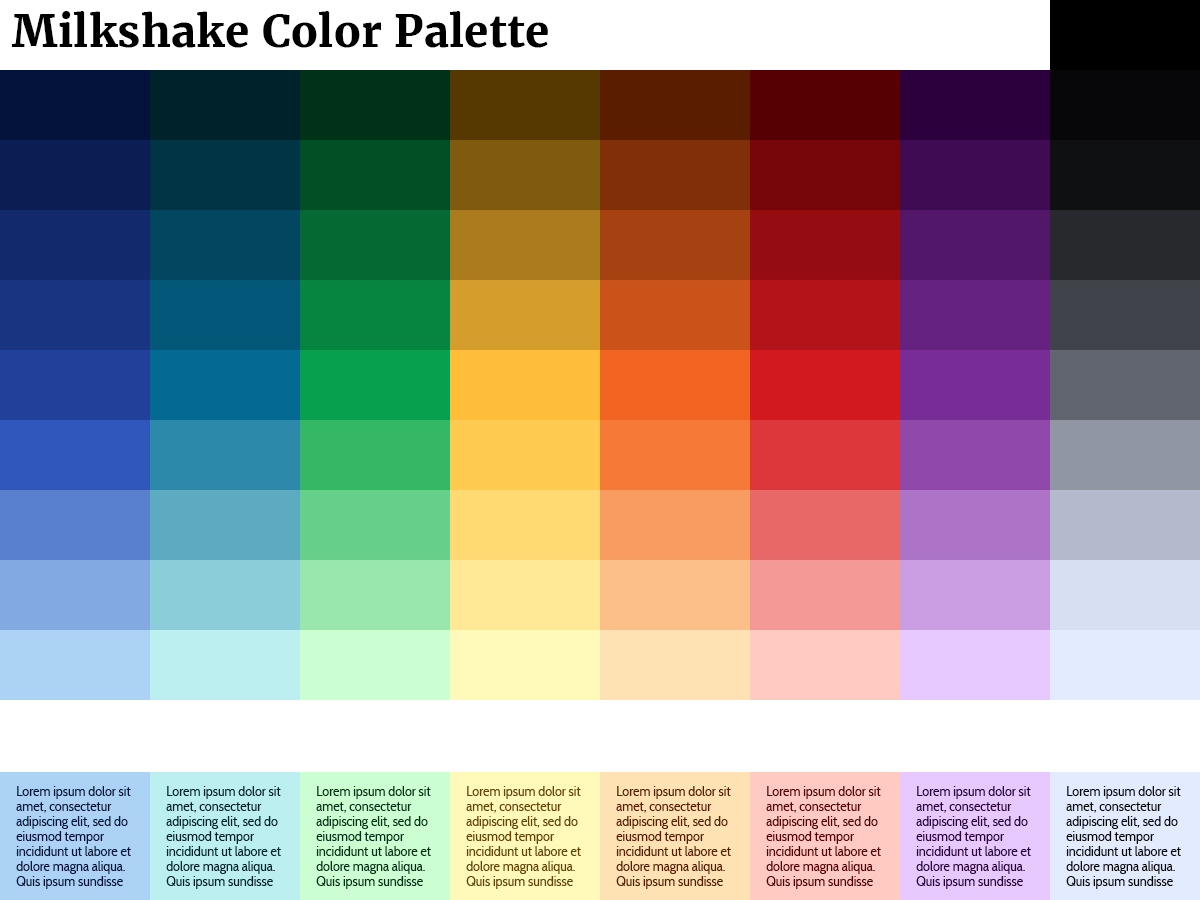 Milkshake Color Palette
Lorem ipsum dolor sit
amet, consectetur
adipiscing elit, sed do
eiusmod tempor
incididunt ut labore et
dolore magna aliqua.
Quis ipsum sundisse
Lorem ipsum dolor sit
amet, consectetur
adipiscing elit, sed do
eiusmod tempor
incididunt ut labore et
dolore magna aliqua.
Quis ipsum sundisse
Lorem ipsum dolor sit
amet, consectetur
adipiscing elit, sed do
eiusmod tempor
incididunt ut labore et
dolore magna aliqua.
Quis ipsum sundisse
Lorem ipsum dolor sit
amet, consectetur
adipiscing elit, sed do
eiusmod tempor
incididunt ut labore et
dolore magna aliqua.
Quis ipsum sundisse
Lorem ipsum dolor sit
amet, consectetur
adipiscing elit, sed do
eiusmod tempor
incididunt ut labore et
dolore magna aliqua.
Quis ipsum sundisse
Lorem ipsum dolor sit
amet, consectetur
adipiscing elit, sed do
eiusmod tempor
incididunt ut labore et
dolore magna aliqua.
Quis ipsum sundisse
Lorem ipsum dolor sit
amet, consectetur
adipiscing elit, sed do
eiusmod tempor
incididunt ut labore et
dolore magna aliqua.
Quis ipsum sundisse
Lorem ipsum dolor sit
amet, consectetur
adipiscing elit, sed do
eiusmod tempor
incididunt ut labore et
dolore magna aliqua.
Quis ipsum sundisse